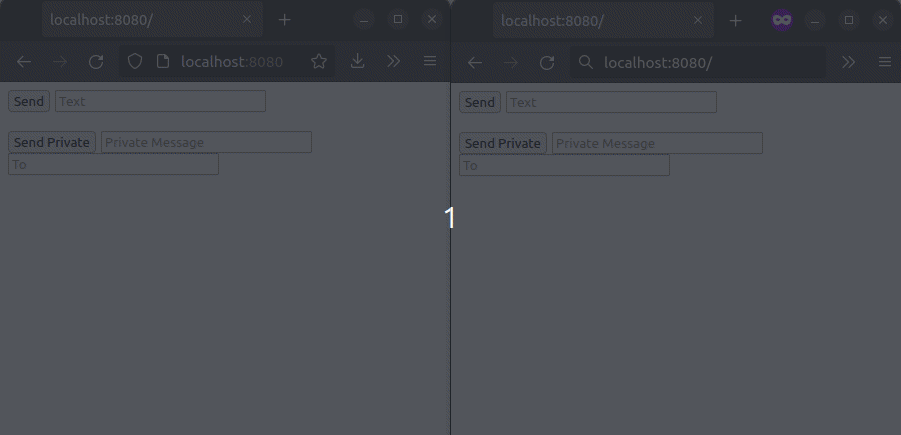 localhost:8080/
localhost:8080
Send Text
Send Private Private Message
To
localhost:8080/
localhost:8080/
Send Text
Send Private Private Message
To
1